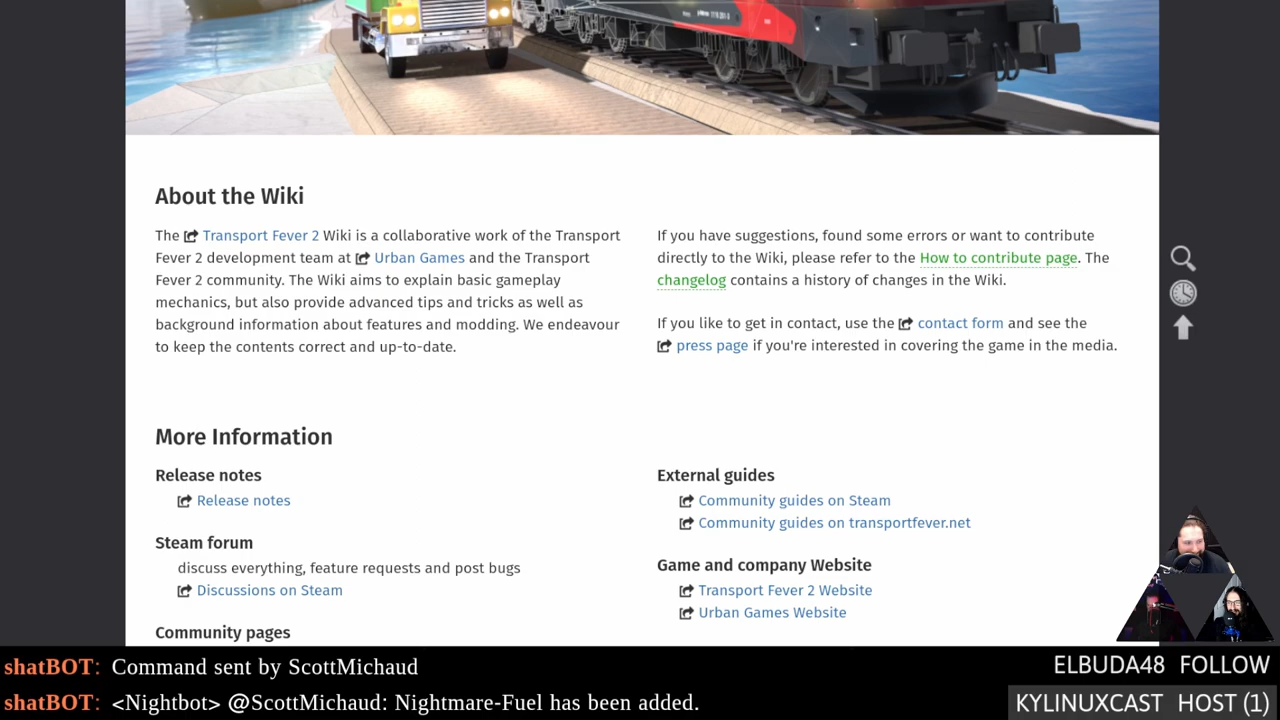 About the Wiki
The Transport Fever 2 Wiki is a collaborative work of the Transport
Fever 2 development team at Urban Games and the Transport
Fever 2 community. The Wiki aims to explain basic gameplay
mechanics, but also provide advanced tips and tricks as well as
background information about features and modding. We endeavour
to keep the contents correct and up-to-date.
If you have suggestions, found some errors or want to contribute
directly to the Wiki, please refer to the How to contribute page. The
changelog contains a history of changes in the Wiki.
If you like to get in contact, use the contact form and see the
press page if you're interested in covering the game in the media.
More Information
Release notes
Release notes
Steam forum
discuss everything, feature requests and post bugs
Discussions on Steam
Community pages
External guides
Community guides on Steam
Community guides on transportfever.net
Game and company Website
Transport Fever 2 Website
Urban Games Website
shatBOT: Command sent by ScottMichaud
shatBOT: <Nightbot> @ScottMichaud: Nightmare-Fuel has been added.
ELBUDA48 FOLLOW
KYLINUXCAST HOST (1)